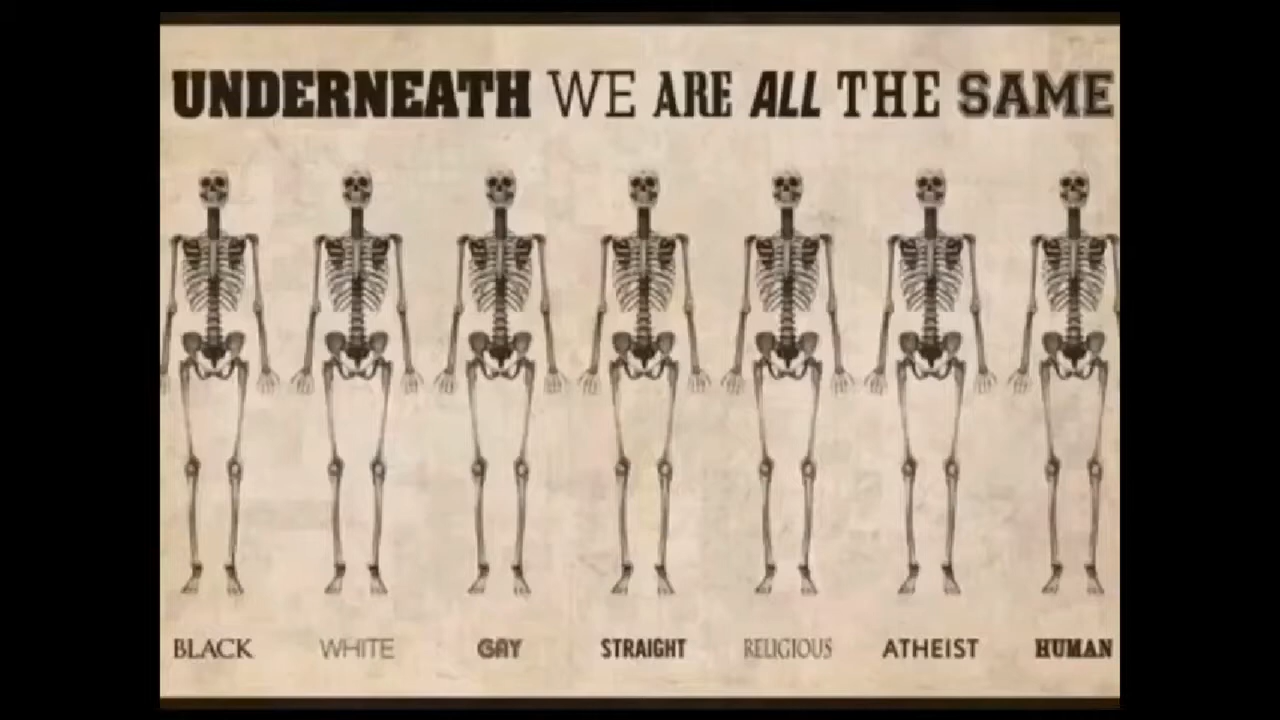 UNDERNEATH WE ARE ALL THE SAME
BLACK WHITE GAY STRAIGHT RELIGIOUS ATHEIST HUMAN